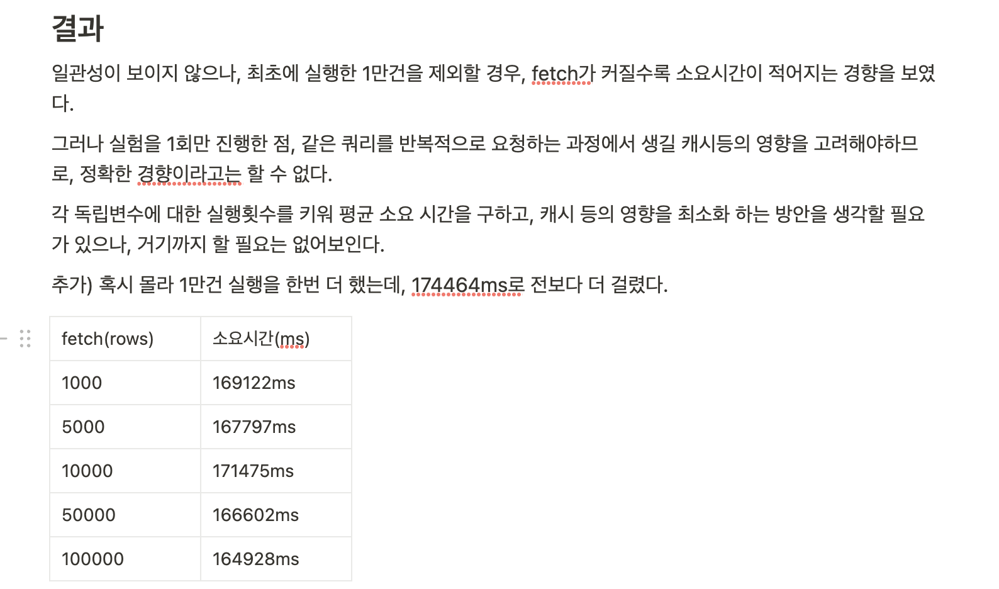 결과
일관성이 보이지 않으나, 최초에 실행한 1만건을 제외할 경우, fetch가 커질수록 소요시간이 적어지는 경향을 보였
다.
그러나 실험을 1회만 진행한 점, 같은 쿼리를 반복적으로 요청하는 과정에서 생길 캐시등의 영향을 고려해야하므
로, 정확한 경향이라고는 할 수 없다.
각 독립변수에 대한 실행횟수를 키워 평균 소요 시간을 구하고, 캐시 등의 영향을 최소화 하는 방안을 생각할 필요
가 있으나, 거기까지 할 필요는 없어보인다.
추가) 혹시 몰라 1만건 실행을 한번 더 했는데, 174464ms로 전보다 더 걸렸다.
fetch(rows) 소요시간(ms)
1000 169122ms
5000 167797ms
10000 171475ms
50000 166602ms
100000 164928ms